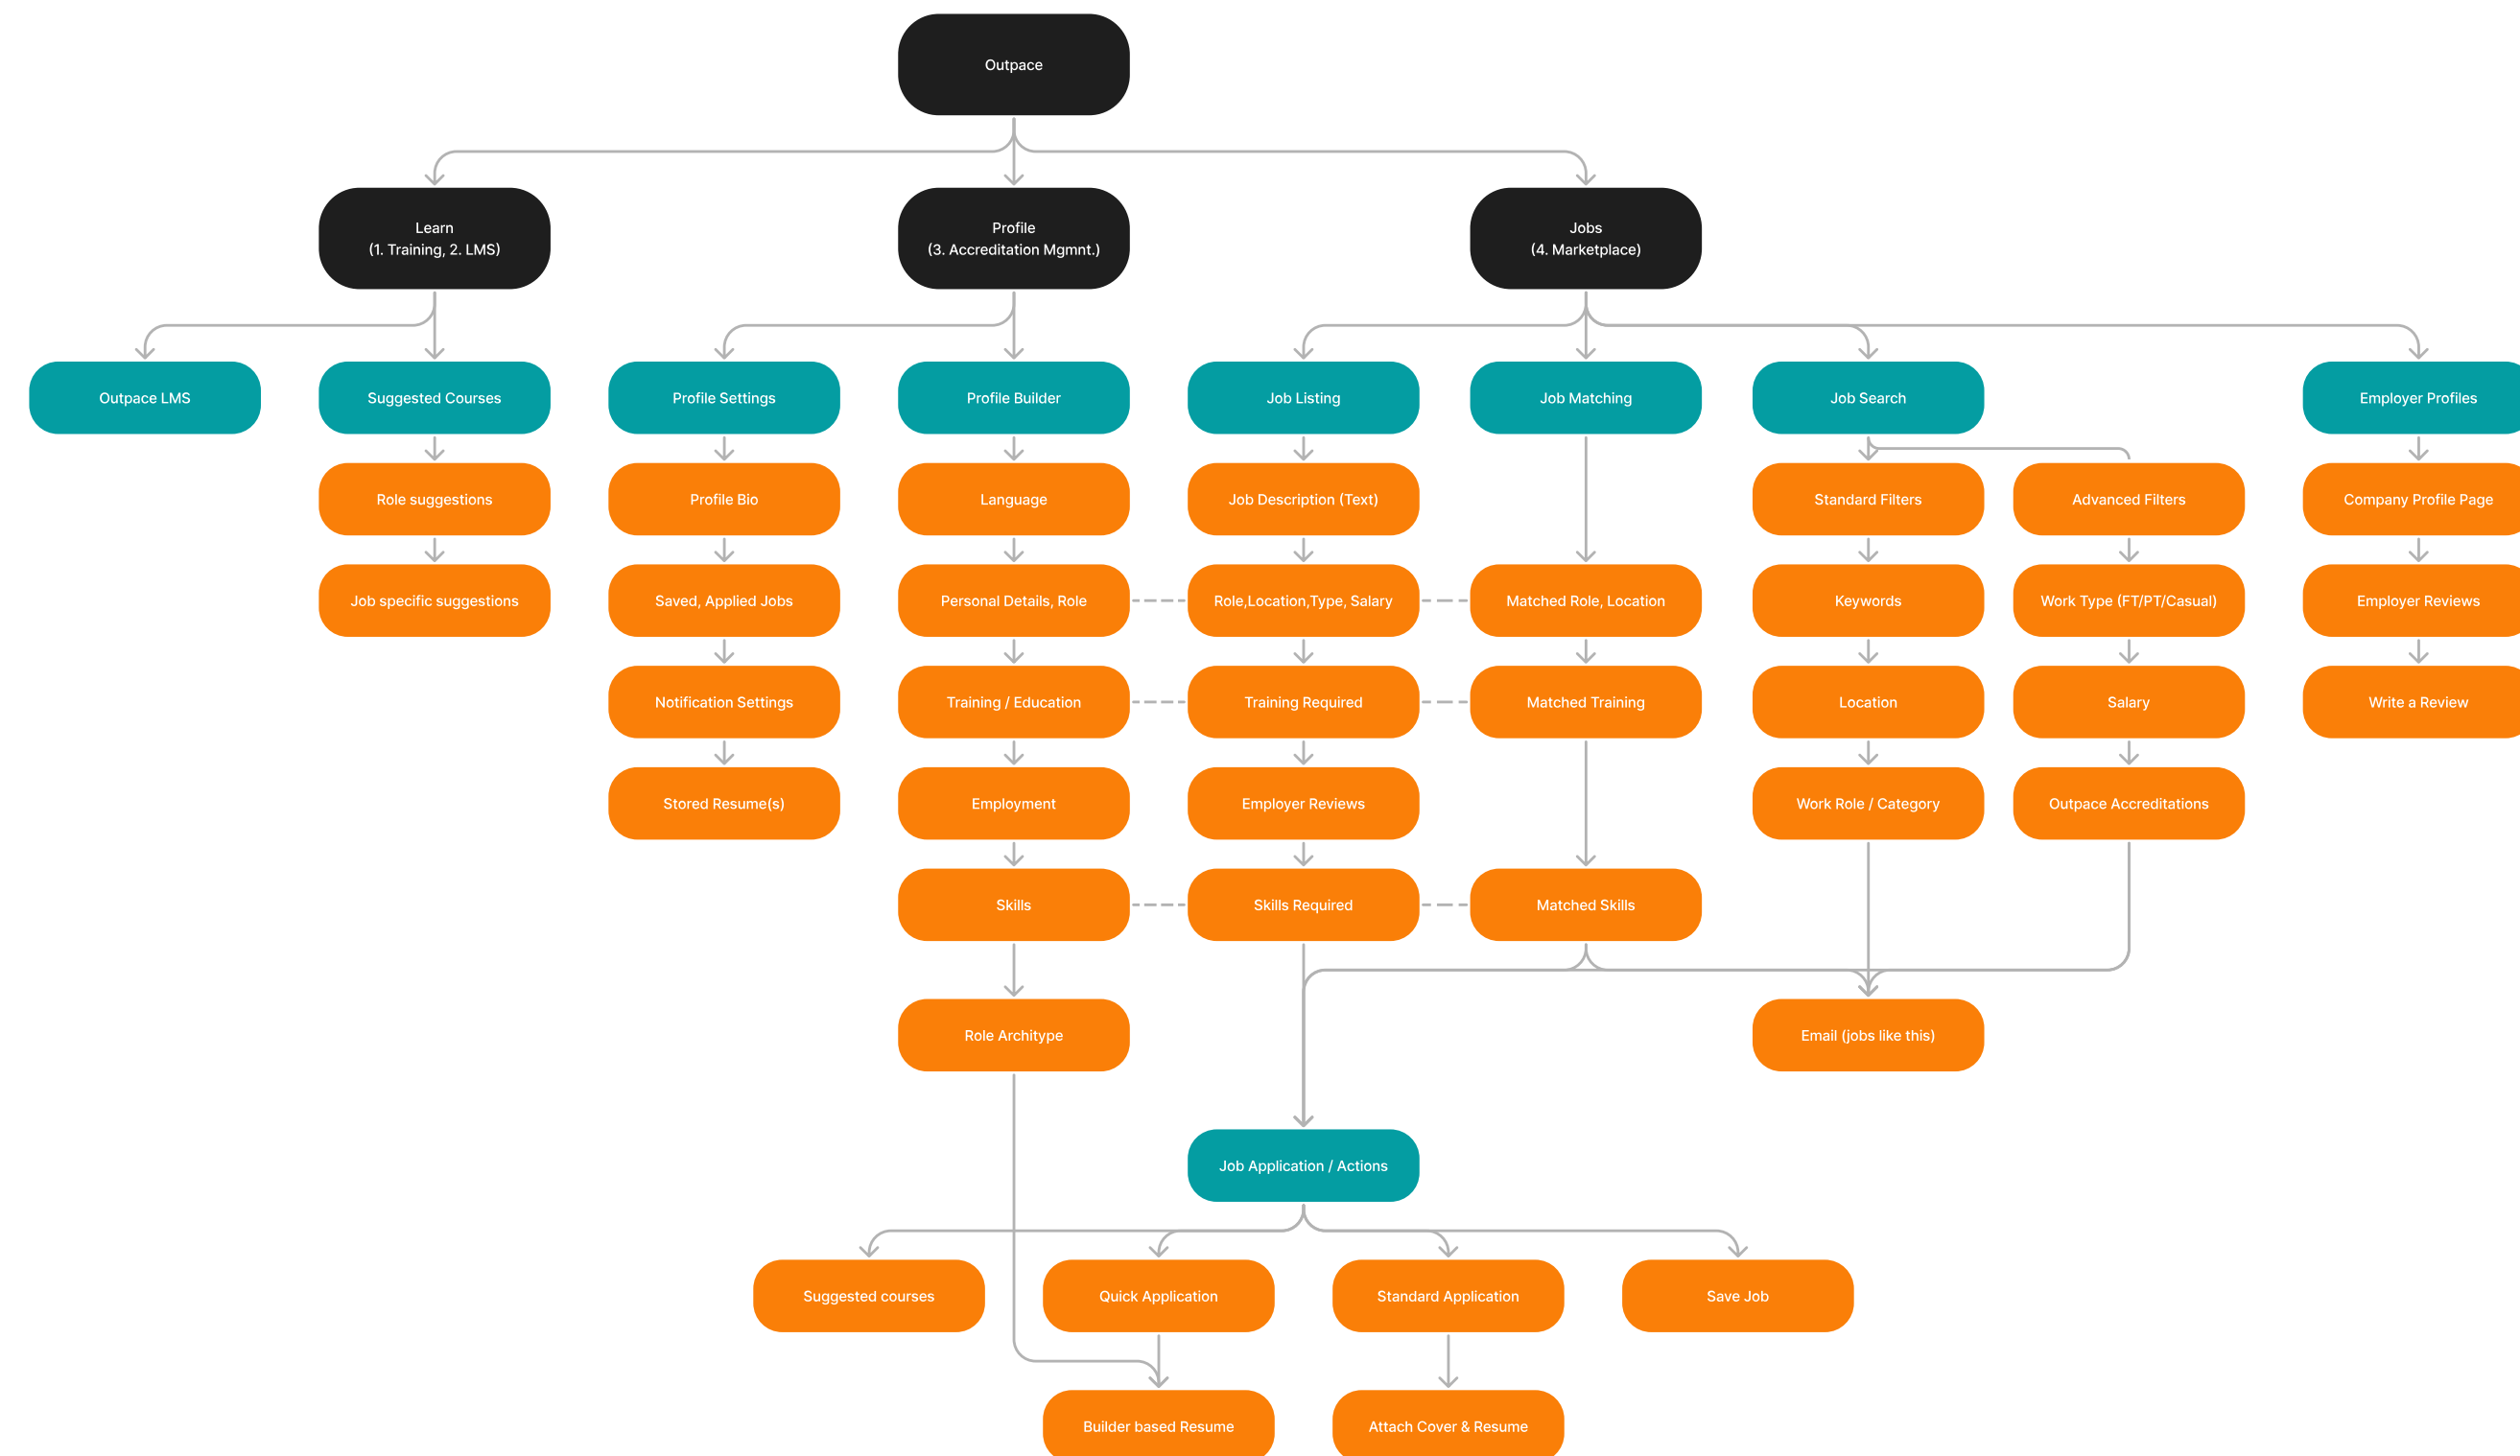 Outpace
Learn
(1. Training, 2. LMS)
Profile
(3. Accreditation Mgmnt.)
Jobs
(4. Marketplace)
Outpace LMS
Suggested Courses
Profile Settings
Profile Builder
Job Listing
Job Matching
Job Search
Employer Profiles
Role suggestions
Profile Bio
Language
Job Description (Text)
Standard Filters
Advanced Filters
Company Profile Page
Job specific suggestions
Saved, Applied Jobs
Personal Details, Role
Role,Location,Type, Salary
Matched Role, Location
Keywords
Work Type (FT/PT/Casual)
Employer Reviews
Notification Settings
Training / Education
Training Required
Matched Training
Location
Salary
Write a Review
Stored Resume(s)
Employment
Employer Reviews
Work Role / Category
Outpace Accreditations
Skills
Skills Required
Matched Skills
Role Architype
Email (jobs like this)
Job Application / Actions
Suggested courses
Quick Application
Standard Application
Save Job
Builder based Resume
Attach Cover & Resume